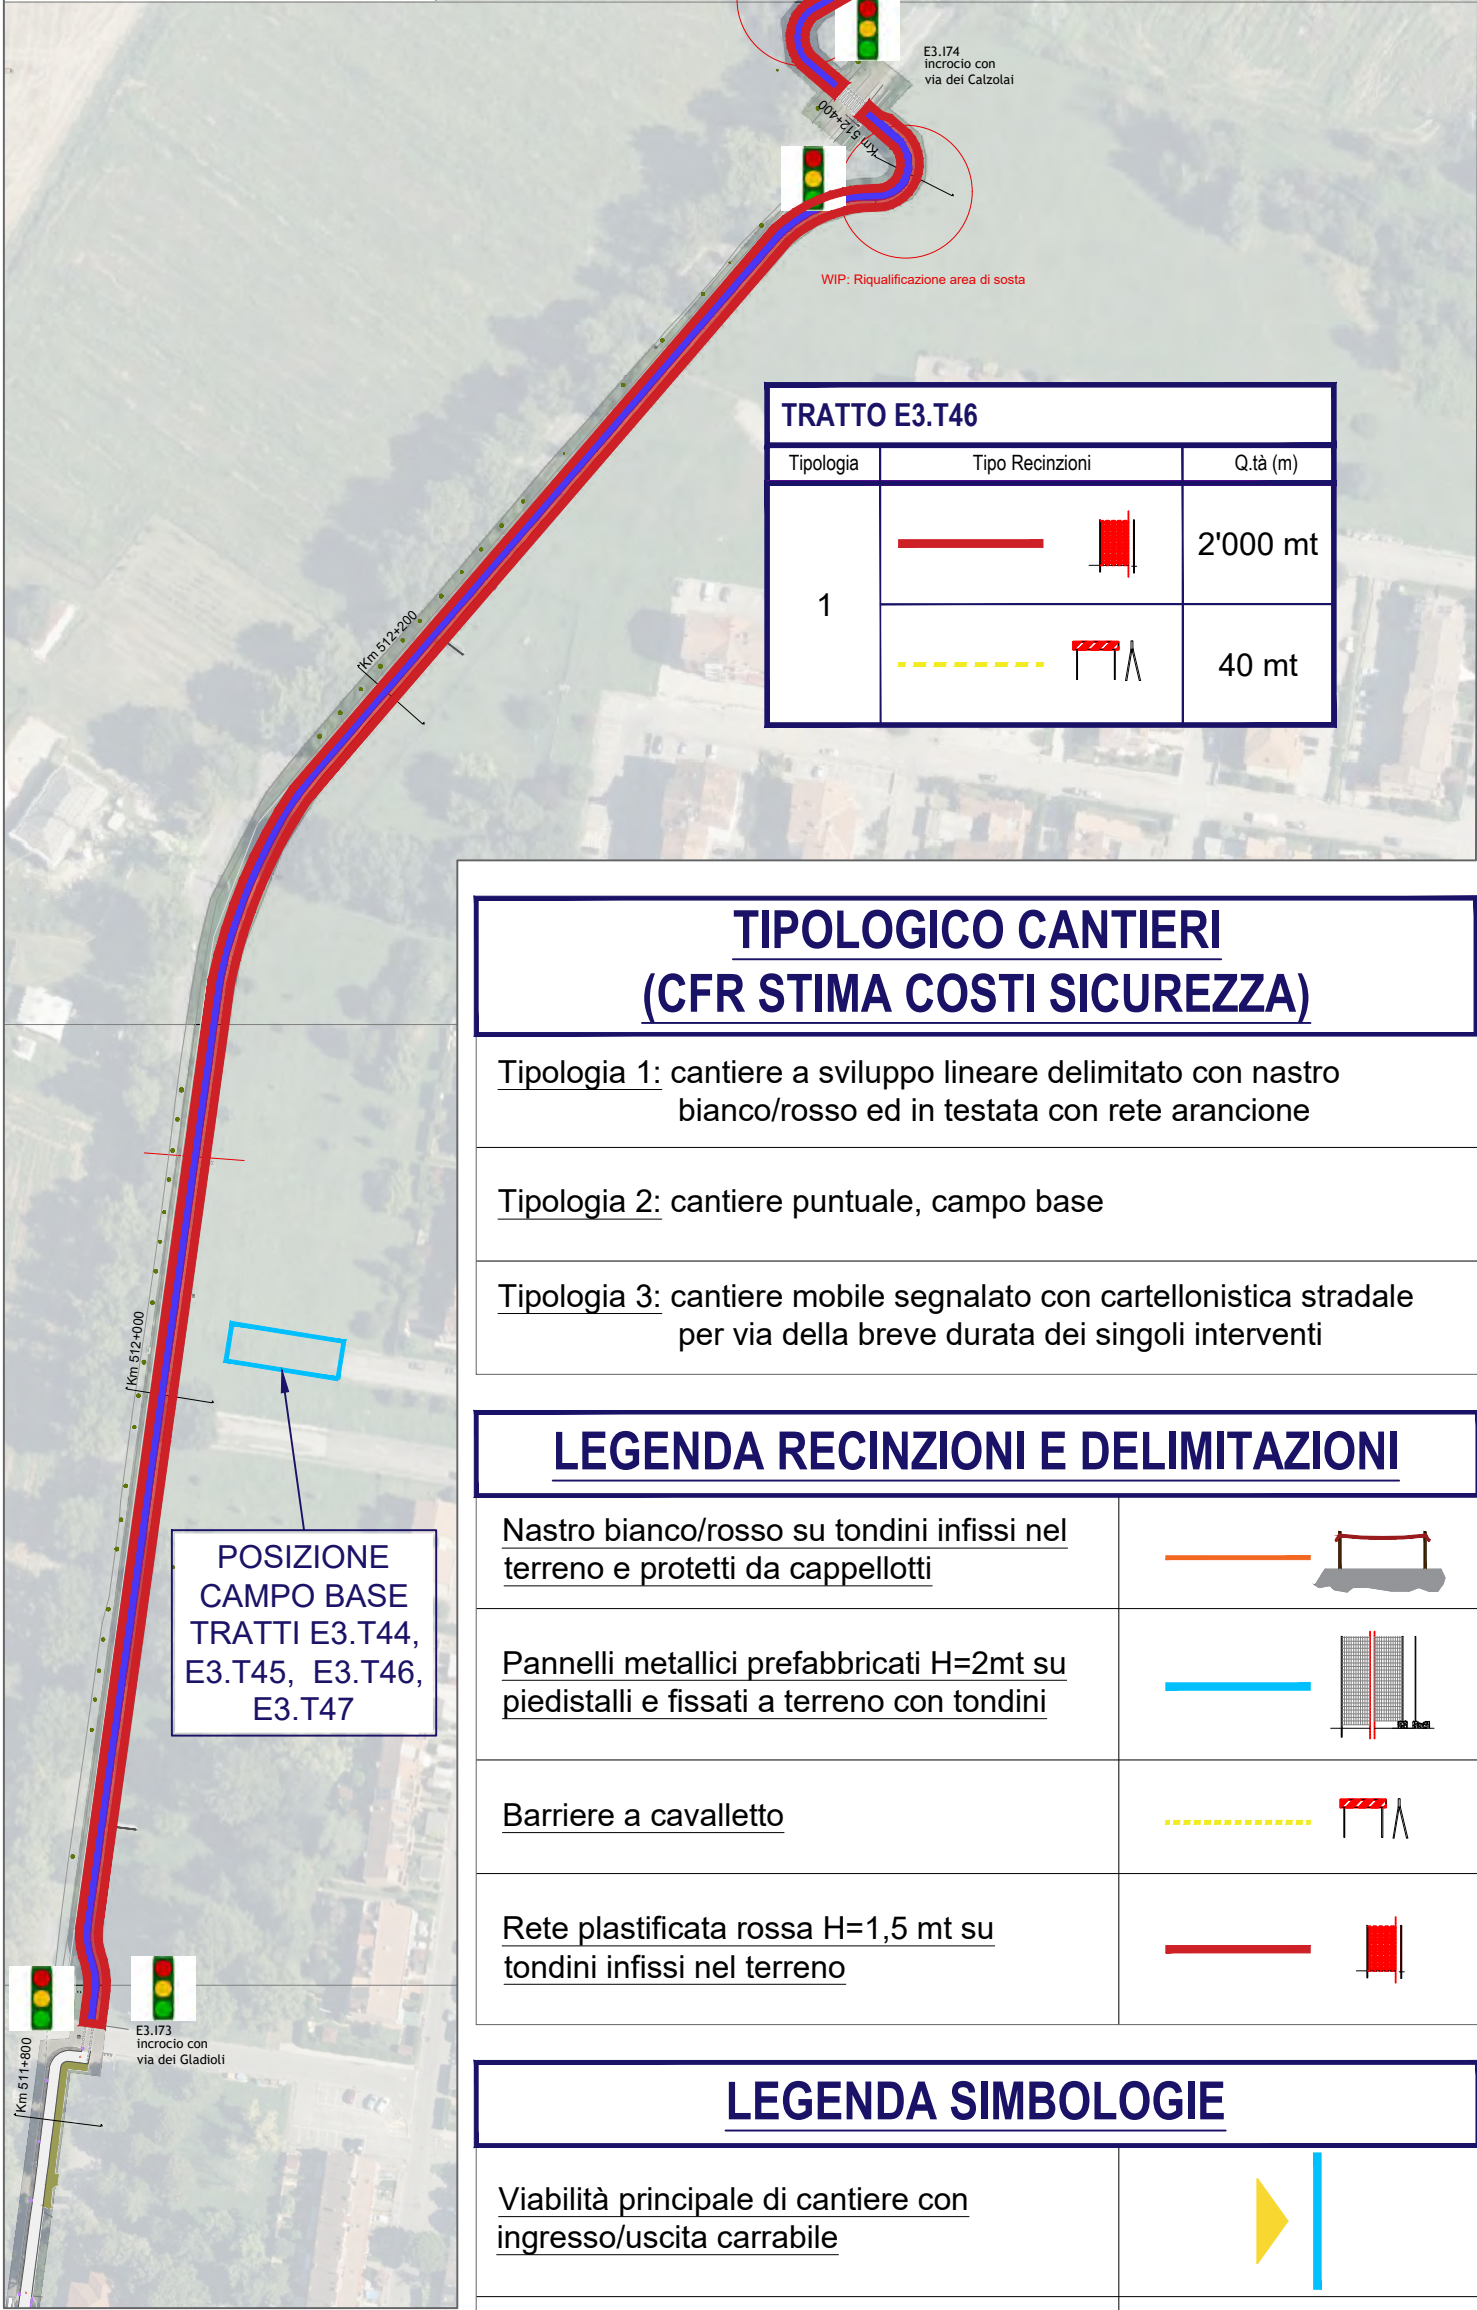 E3.I74
incrocio con
via dei Calzolai
Km 512+400
WIP: Riqualificazione area di sosta
TRATTO E3.T46
Tipologia
Tipo Recinzioni
Q.tà (m)
1
2'000 mt
40 mt
Km 512+200
TIPOLOGICO CANTIERI
(CFR STIMA COSTI SICUREZZA)
Tipologia 1: cantiere a sviluppo lineare delimitato con nastro
bianco/rosso ed in testata con rete arancione
Tipologia 2: cantiere puntuale, campo base
Tipologia 3: cantiere mobile segnalato con cartellonistica stradale
per via della breve durata dei singoli interventi
Km 512+000
POSIZIONE
CAMPO BASE
TRATTI E3.T44,
E3.T45, E3.T46,
E3.T47
LEGENDA RECINZIONI E DELIMITAZIONI
Nastro bianco/rosso su tondini infissi nel
terreno e protetti da cappellotti
Pannelli metallici prefabbricati H=2mt su
piedistalli e fissati a terreno con tondini
Barriere a cavalletto
Rete plastificata rossa H=1,5 mt su
tondini infissi nel terreno
E3.I73
incrocio con
via dei Gladioli
Km 511+800
LEGENDA SIMBOLOGIE
Viabilità principale di cantiere con
ingresso/uscita carrabile